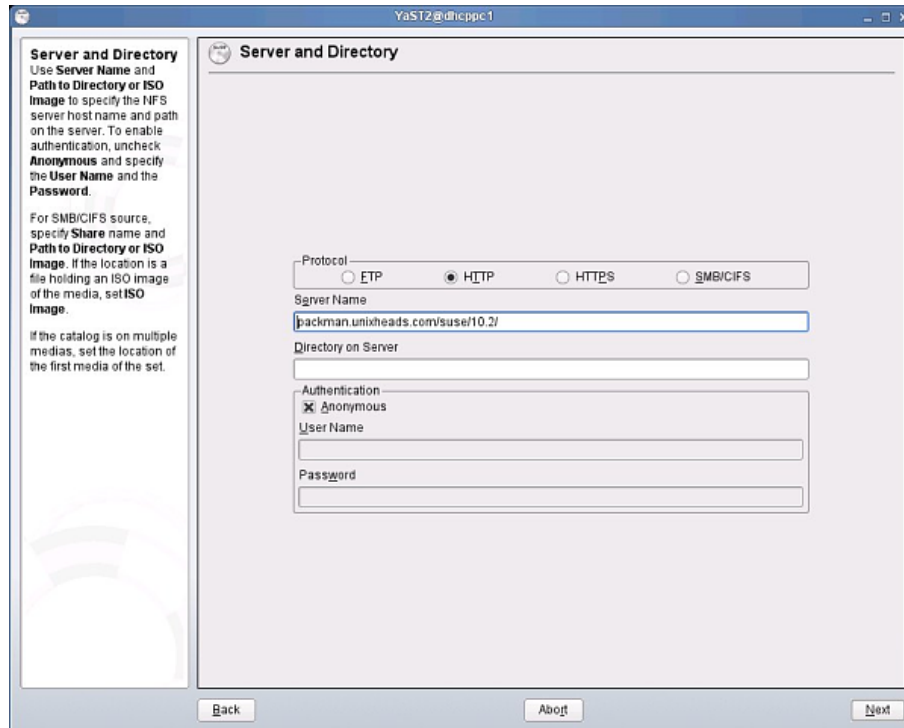 YaST2@dhcppc1
Server and Directory
Use Server Name and
Path to Directory or ISO
Image to specify the NFS
server host name and path
on the server. To enable
authentication, uncheck
Anonymous and specify
the User Name and the
Password.
For SMB/CIFS source,
specify Share name and
Path to Directory or ISO
Image. If the location is a
file holding an ISO image
of the media, set ISO
Image.
If the catalog is on multiple
medias, set the location of
the first media of the set.
Server and Directory
Protocol
FTP HTTP HTTPS SMB/CIFS
Server Name
packman.unixheads.com/suse/10.2/
Directory on Server
Authentication
Anonymous
User Name
Password
Back Abort Next